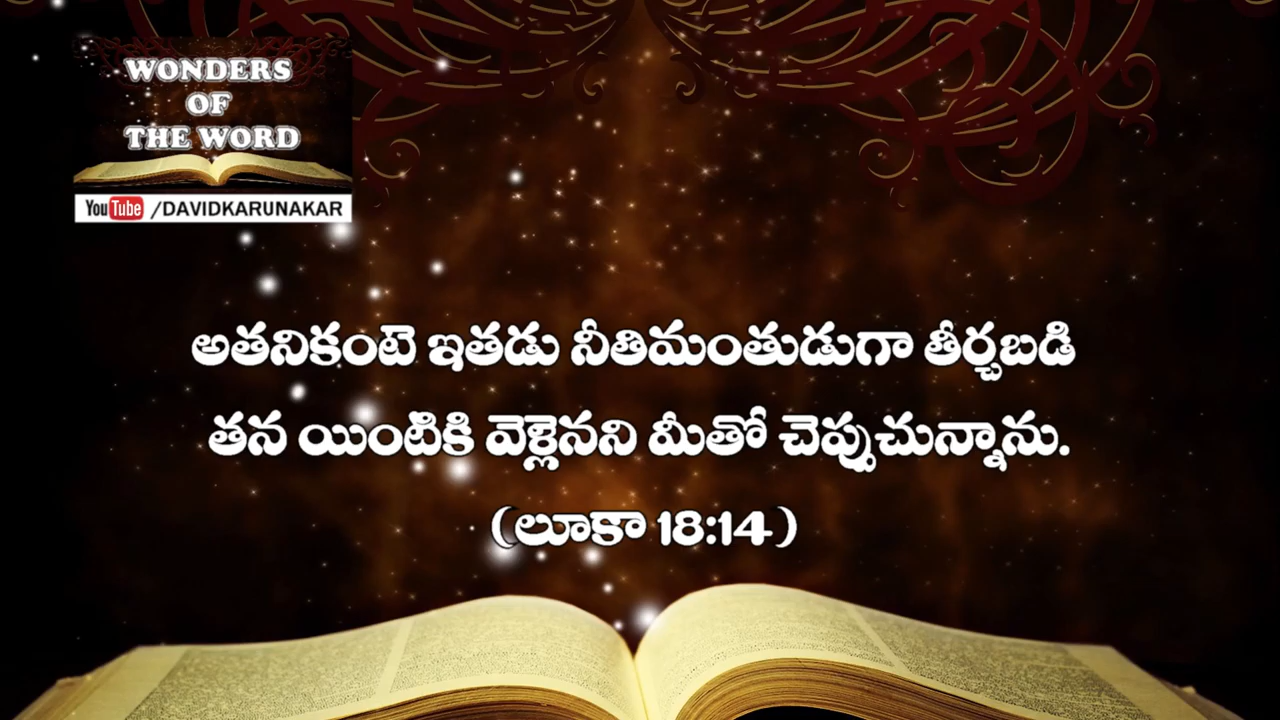 WONDERS
OF
THE WORD
YouTube /DAVIDKARUNAKAR
అతనికంటె ఇతడు నీతిమంతుడుగా తీర్చబడి
తన యింటికి వెళ్లెనని మీతో చెప్పుచున్నాను.
(లూకా 18:14)